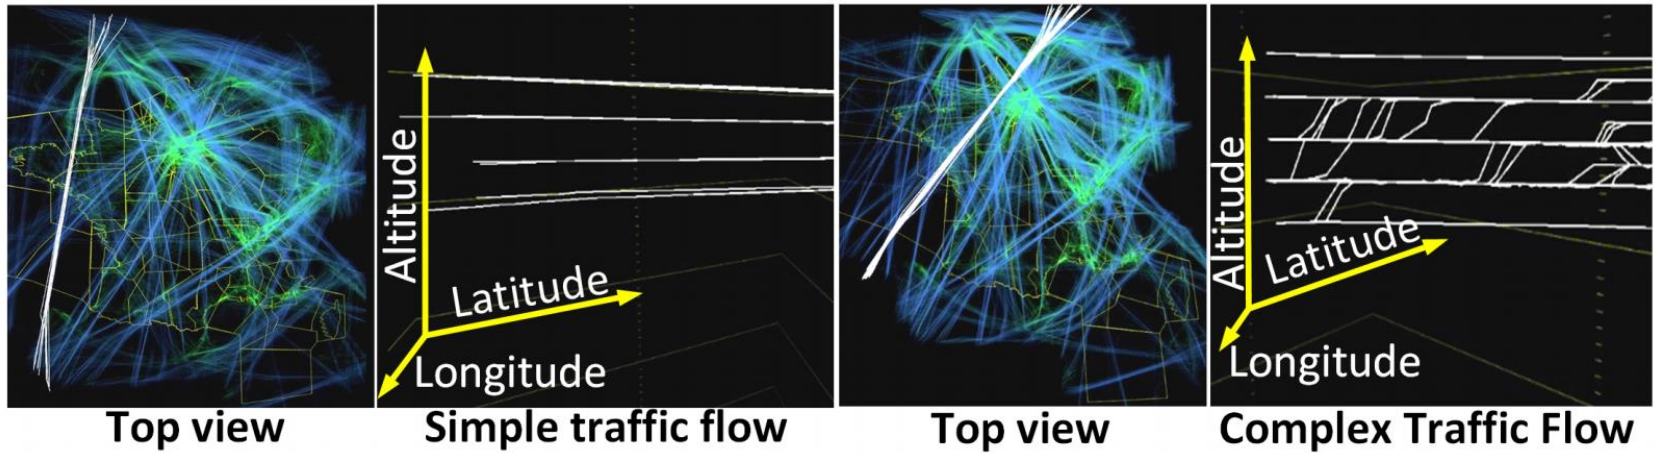 Altitude
Latitude
Longitude
Altitude
Latitude
Longitude
Top view
Simple traffic flow
Top view
Complex Traffic Flow